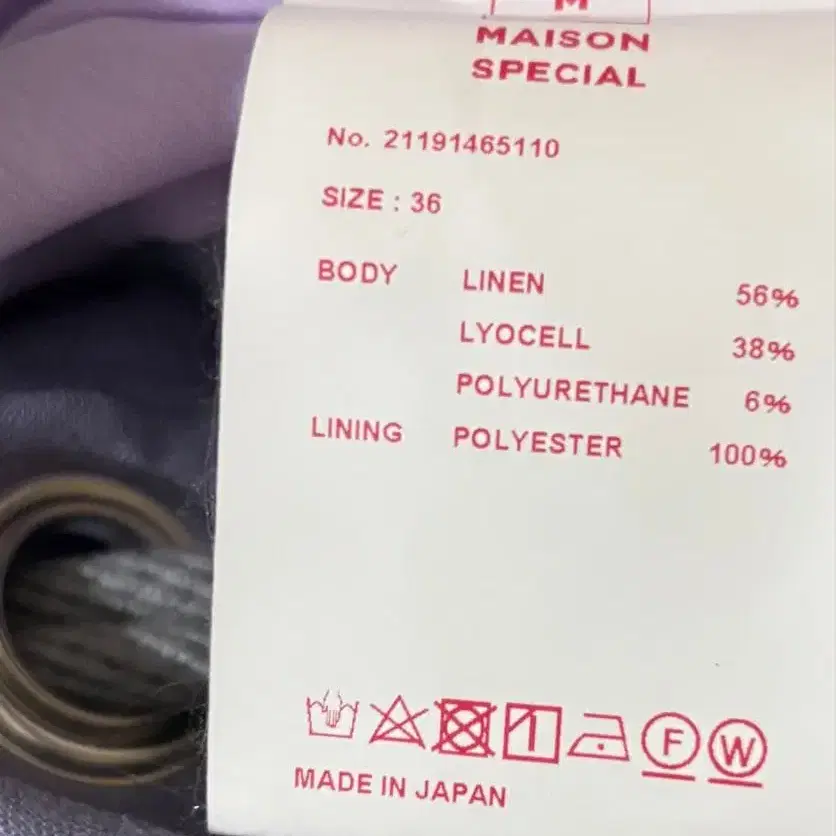 M
MAISON
SPECIAL
No. 21191465110
SIZE : 36
BODY LINEN 56%
LYOCELL 38%
POLYURETHANE 6%
LINING POLYESTER 100%
F W
MADE IN JAPAN